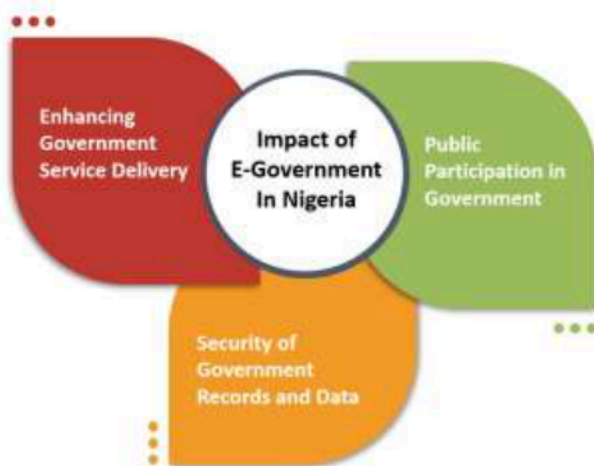 Enhancing
Government
Service Delivery
Impact of
E-Government
In Nigeria
Public
Participation in
Government
Security of
Government
Records and Data